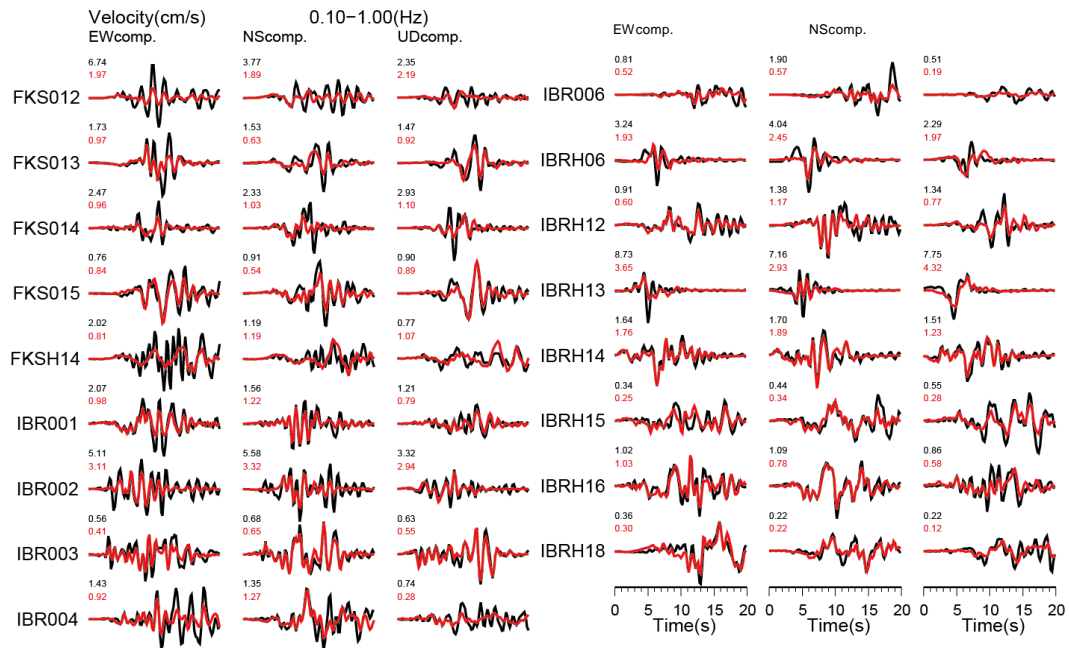 Velocity(cm/s) 0.10−1.00(Hz)
EWcomp. NScomp. UDcomp. EWcomp. NScomp.
6.74 3.77 2.35
1.97 1.89 2.19
FKS012
1.73 1.53 1.47
0.97 0.63 0.92
FKS013
2.47 2.33 2.93
0.96 1.03 1.10
FKS014
0.76 0.91 0.90
0.84 0.54 0.89
FKS015
2.02 1.19 0.77
0.81 1.19 1.07
FKSH14
2.07 1.56 1.21
0.98 1.22 0.79
IBR001
5.11 5.58 3.32
3.11 3.32 2.94
IBR002
0.56 0.68 0.63
0.41 0.65 0.55
IBR003
1.43 1.35 0.74
0.92 1.27 0.28
IBR004
0.81 1.90 0.51
0.52 0.57 0.19
IBR006
3.24 4.04 2.29
1.93 2.45 1.97
IBRH06
0.91 1.38 1.34
0.60 1.17 0.77
IBRH12
8.73 7.16 7.75
3.65 2.93 4.32
IBRH13
1.64 1.70 1.51
1.76 1.89 1.23
IBRH14
0.34 0.44 0.55
0.25 0.34 0.28
IBRH15
1.02 1.09 0.86
1.03 0.78 0.58
IBRH16
0.36 0.22 0.22
0.30 0.22 0.12
IBRH18
0 5 10 15 20 0 5 10 15 20 0 5 10 15 20
Time(s) Time(s) Time(s)